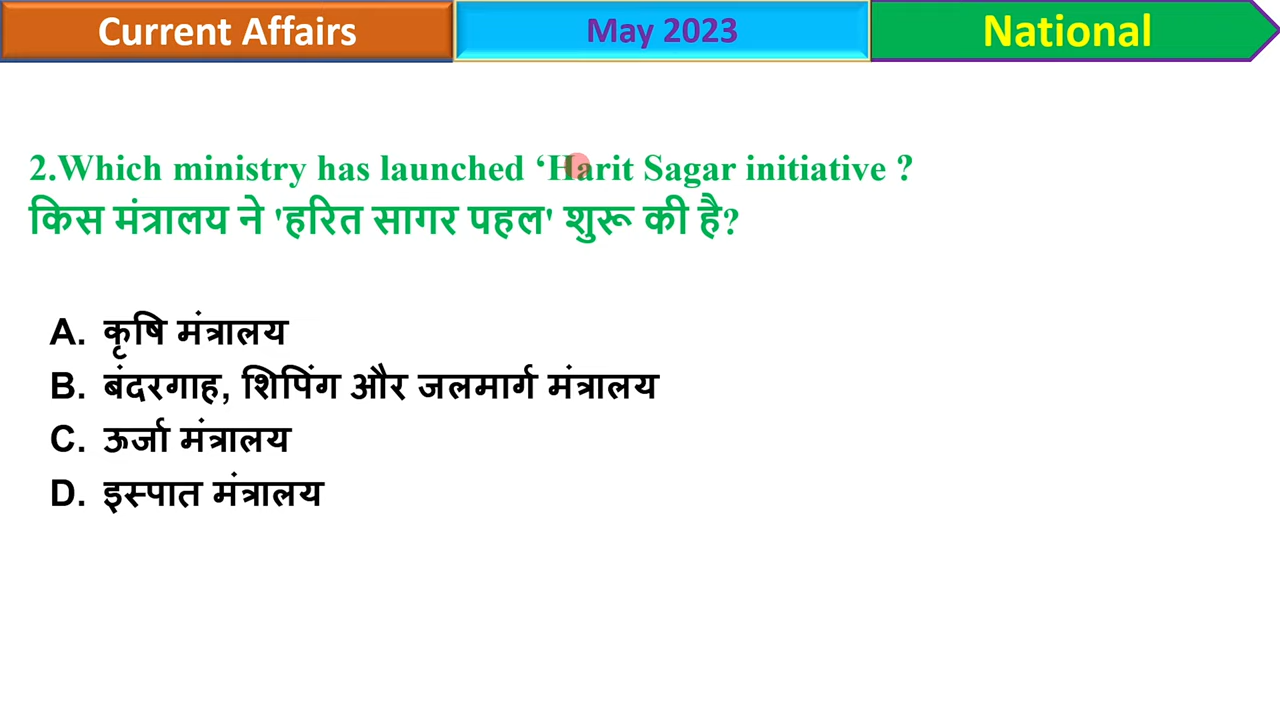 Current Affairs
May 2023
National
2.Which ministry has launched ‘Harit Sagar initiative ?
किस मंत्रालय ने 'हरित सागर पहल' शुरू की है?
A. कृषि मंत्रालय
B. बंदरगाह, शिपिंग और जलमार्ग मंत्रालय
C. ऊर्जा मंत्रालय
D. इस्पात मंत्रालय